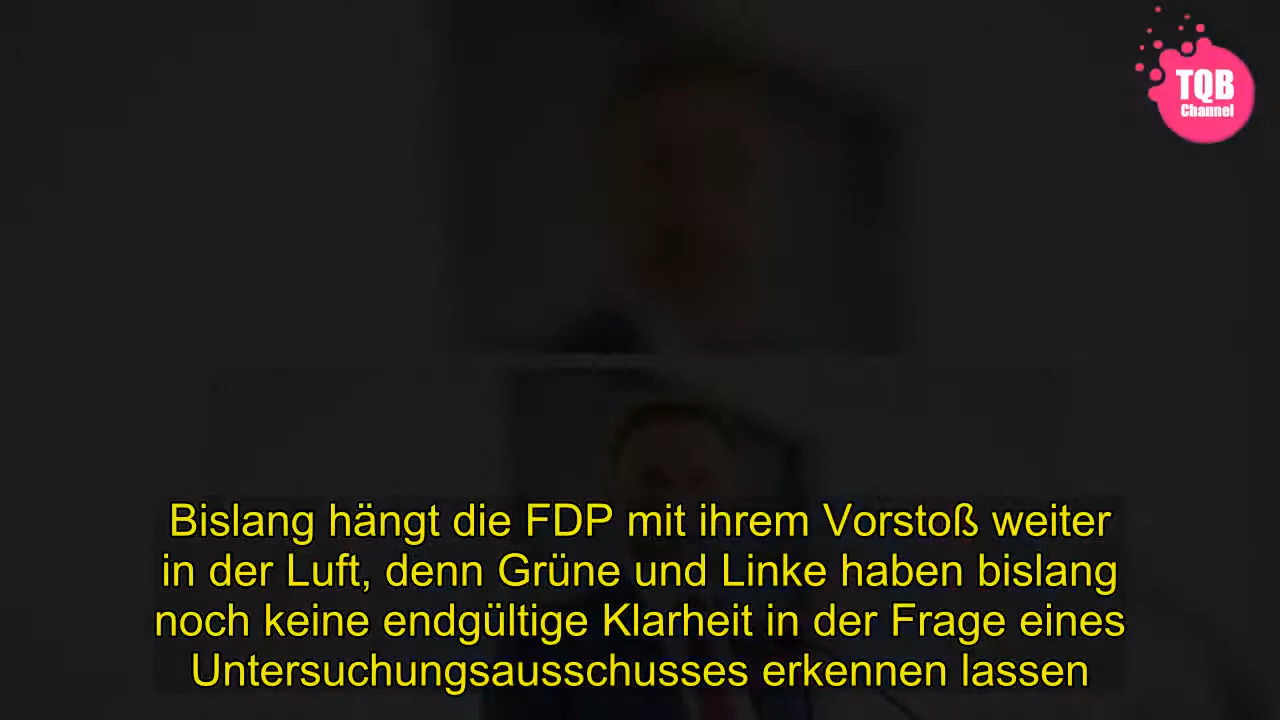 TQB
Channel
Bislang hängt die FDP mit ihrem Vorstoß weiter
in der Luft, denn Grüne und Linke haben bislang
noch keine endgültige Klarheit in der Frage eines
Untersuchungsausschusses erkennen lassen